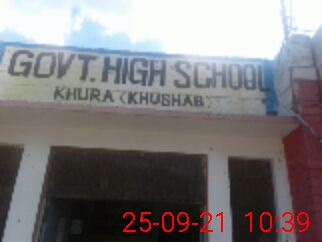 GOVT. HIGH SCHOOL
KHURA (KHUSHAB)
25-09-21 10:39